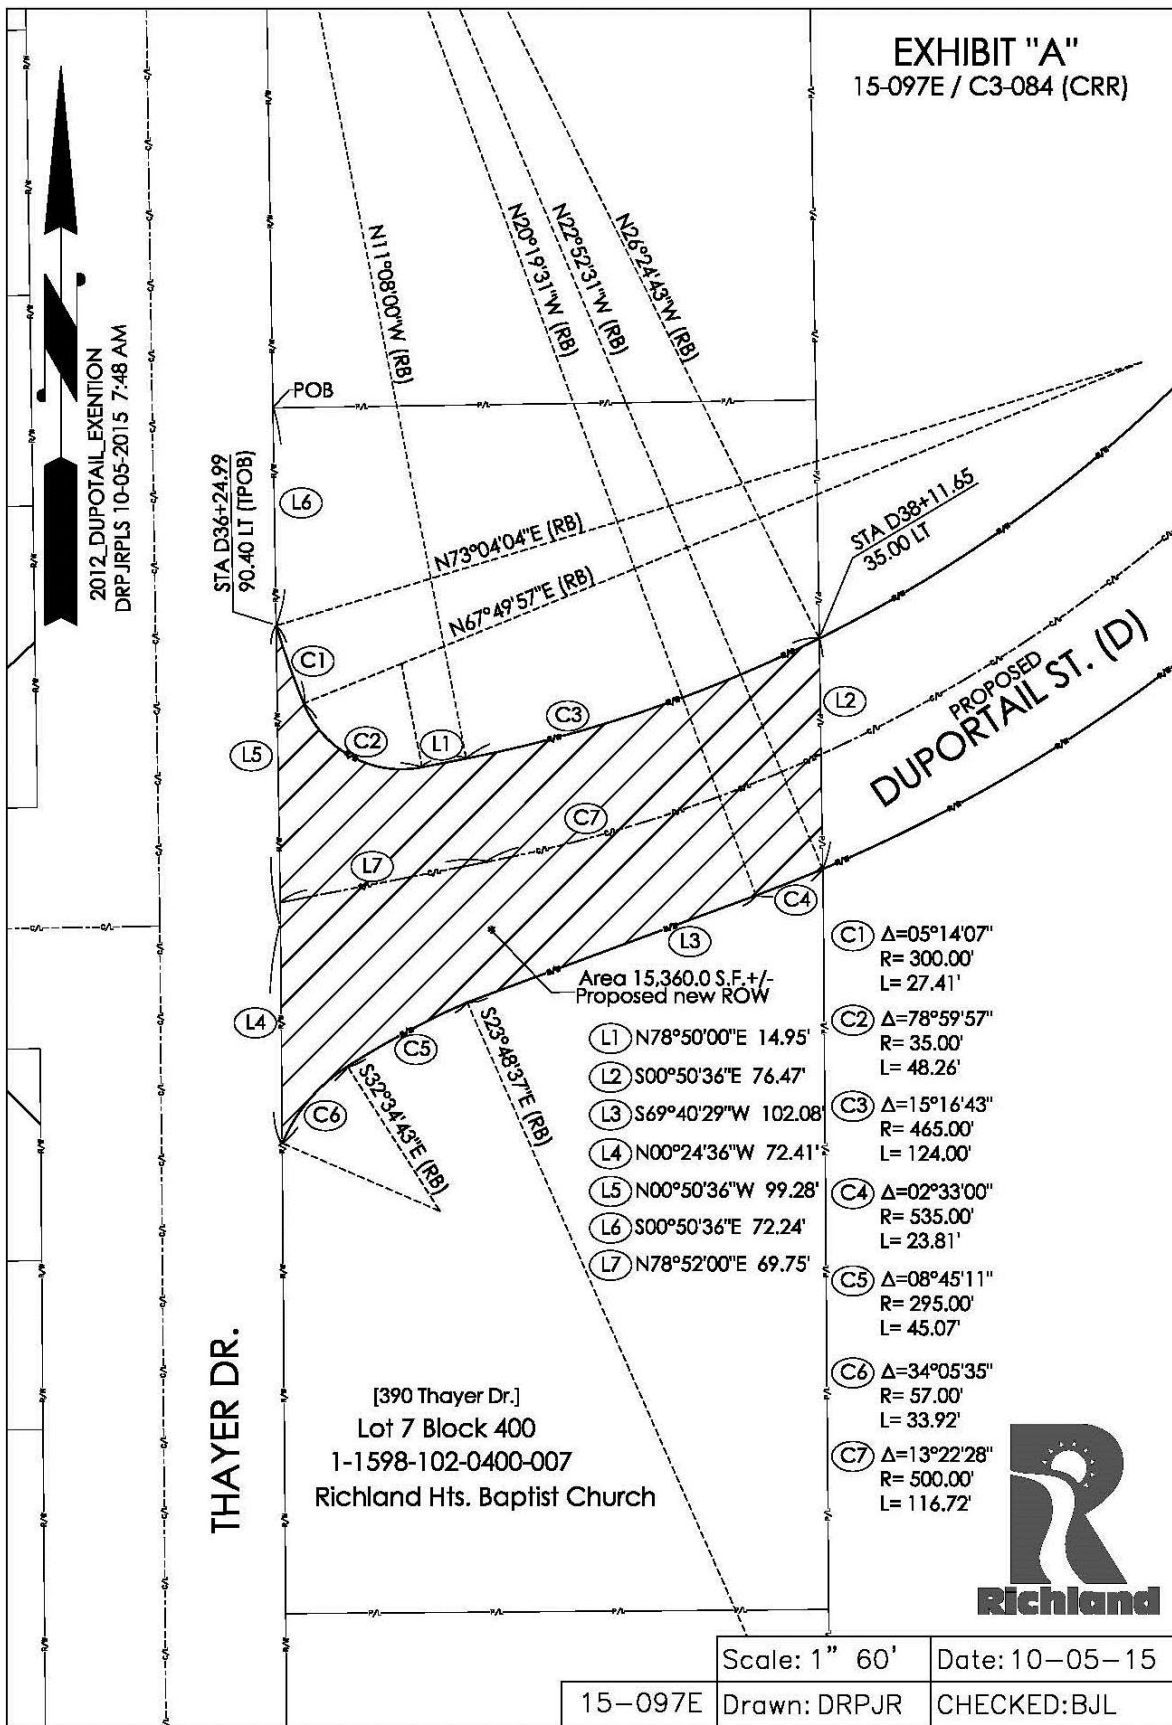 EXHIBIT "A"
15-097E / C3-084 (CRR)
2012_DUPOTAIL_EXENTION
DRPJRPLS 10-05-2015 7:48 AM
N
N11°08'00"W (RB)
N20°19'31"W (RB)
N22°52'31"W (RB)
N26°24'43"W (RB)
POB
STA D36+24.99
90.40 LT (TPOB)
L6
N73°04'04"E (RB)
N67°49'57"E (RB)
STA D38+11.65
35.00 LT
C1
C2
L1
C3
L2
L5
PROPOSED
DUPORTAIL ST. (D)
C7
L7
C4
L3
Area 15,360.0 S.F.+/-
Proposed new ROW
L4
C5
C6
S23°48'37"E (RB)
S32°34'43"E (RB)
L1 N78°50'00"E 14.95'
L2 S00°50'36"E 76.47'
L3 S69°40'29"W 102.08'
L4 N00°24'36"W 72.41'
L5 N00°50'36"W 99.28'
L6 S00°50'36"E 72.24'
L7 N78°52'00"E 69.75'
C1 Δ=05°14'07"
R= 300.00'
L= 27.41'
C2 Δ=78°59'57"
R= 35.00'
L= 48.26'
C3 Δ=15°16'43"
R= 465.00'
L= 124.00'
C4 Δ=02°33'00"
R= 535.00'
L= 23.81'
C5 Δ=08°45'11"
R= 295.00'
L= 45.07'
C6 Δ=34°05'35"
R= 57.00'
L= 33.92'
C7 Δ=13°22'28"
R= 500.00'
L= 116.72'
THAYER DR.
[390 Thayer Dr.]
Lot 7 Block 400
1-1598-102-0400-007
Richland Hts. Baptist Church
R
Richland
Scale: 1" 60'
Date: 10-05-15
15-097E
Drawn: DRPJR
CHECKED:BJL